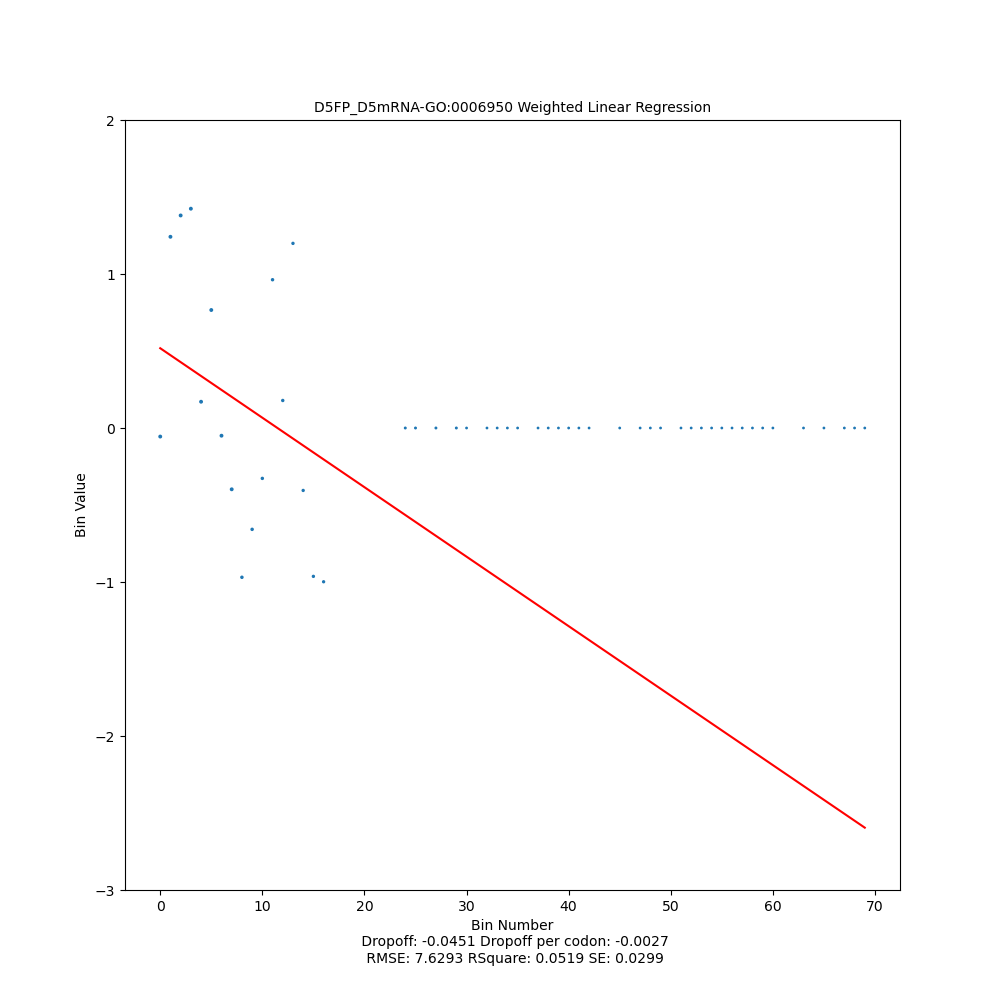 D5FP_D5mRNA-GO:0006950 Weighted Linear Regression
2
1
0
−1
−2
−3
Bin Value
0 10 20 30 40 50 60 70
Bin Number
Dropoff: -0.0451 Dropoff per codon: -0.0027
RMSE: 7.6293 RSquare: 0.0519 SE: 0.0299